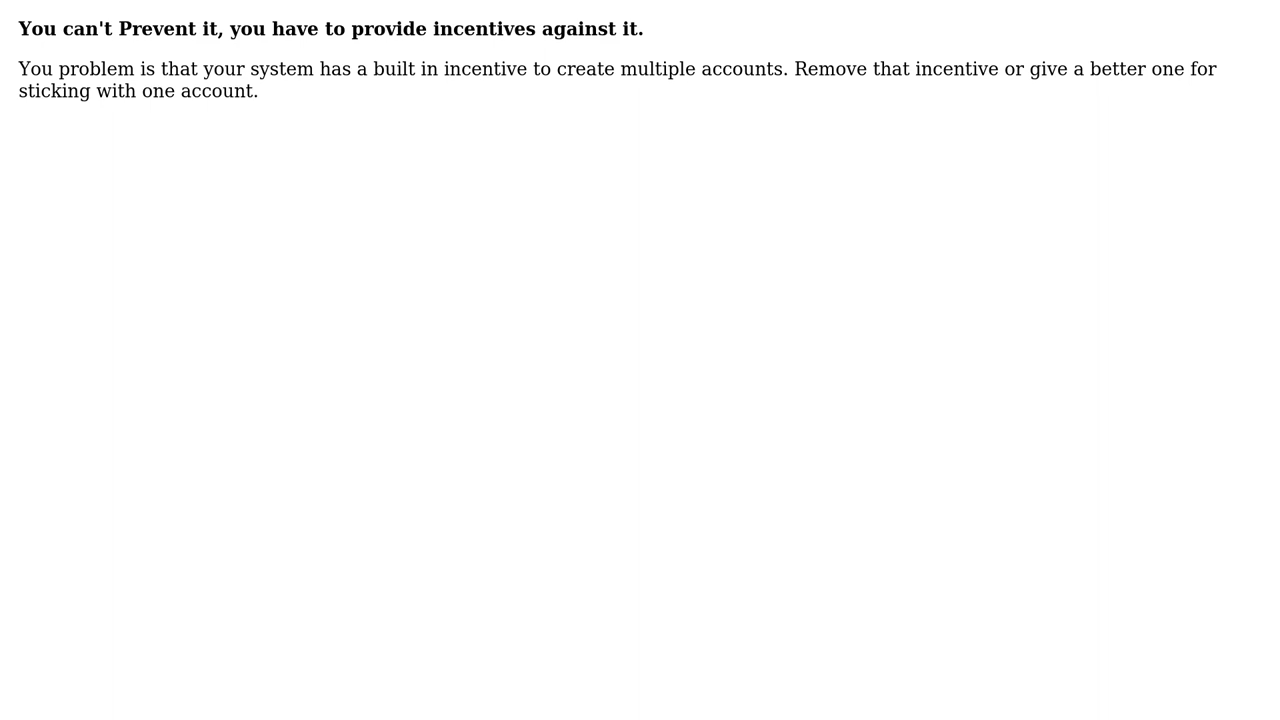 You can't Prevent it, you have to provide incentives against it.
You problem is that your system has a built in incentive to create multiple accounts. Remove that incentive or give a better one for
sticking with one account.